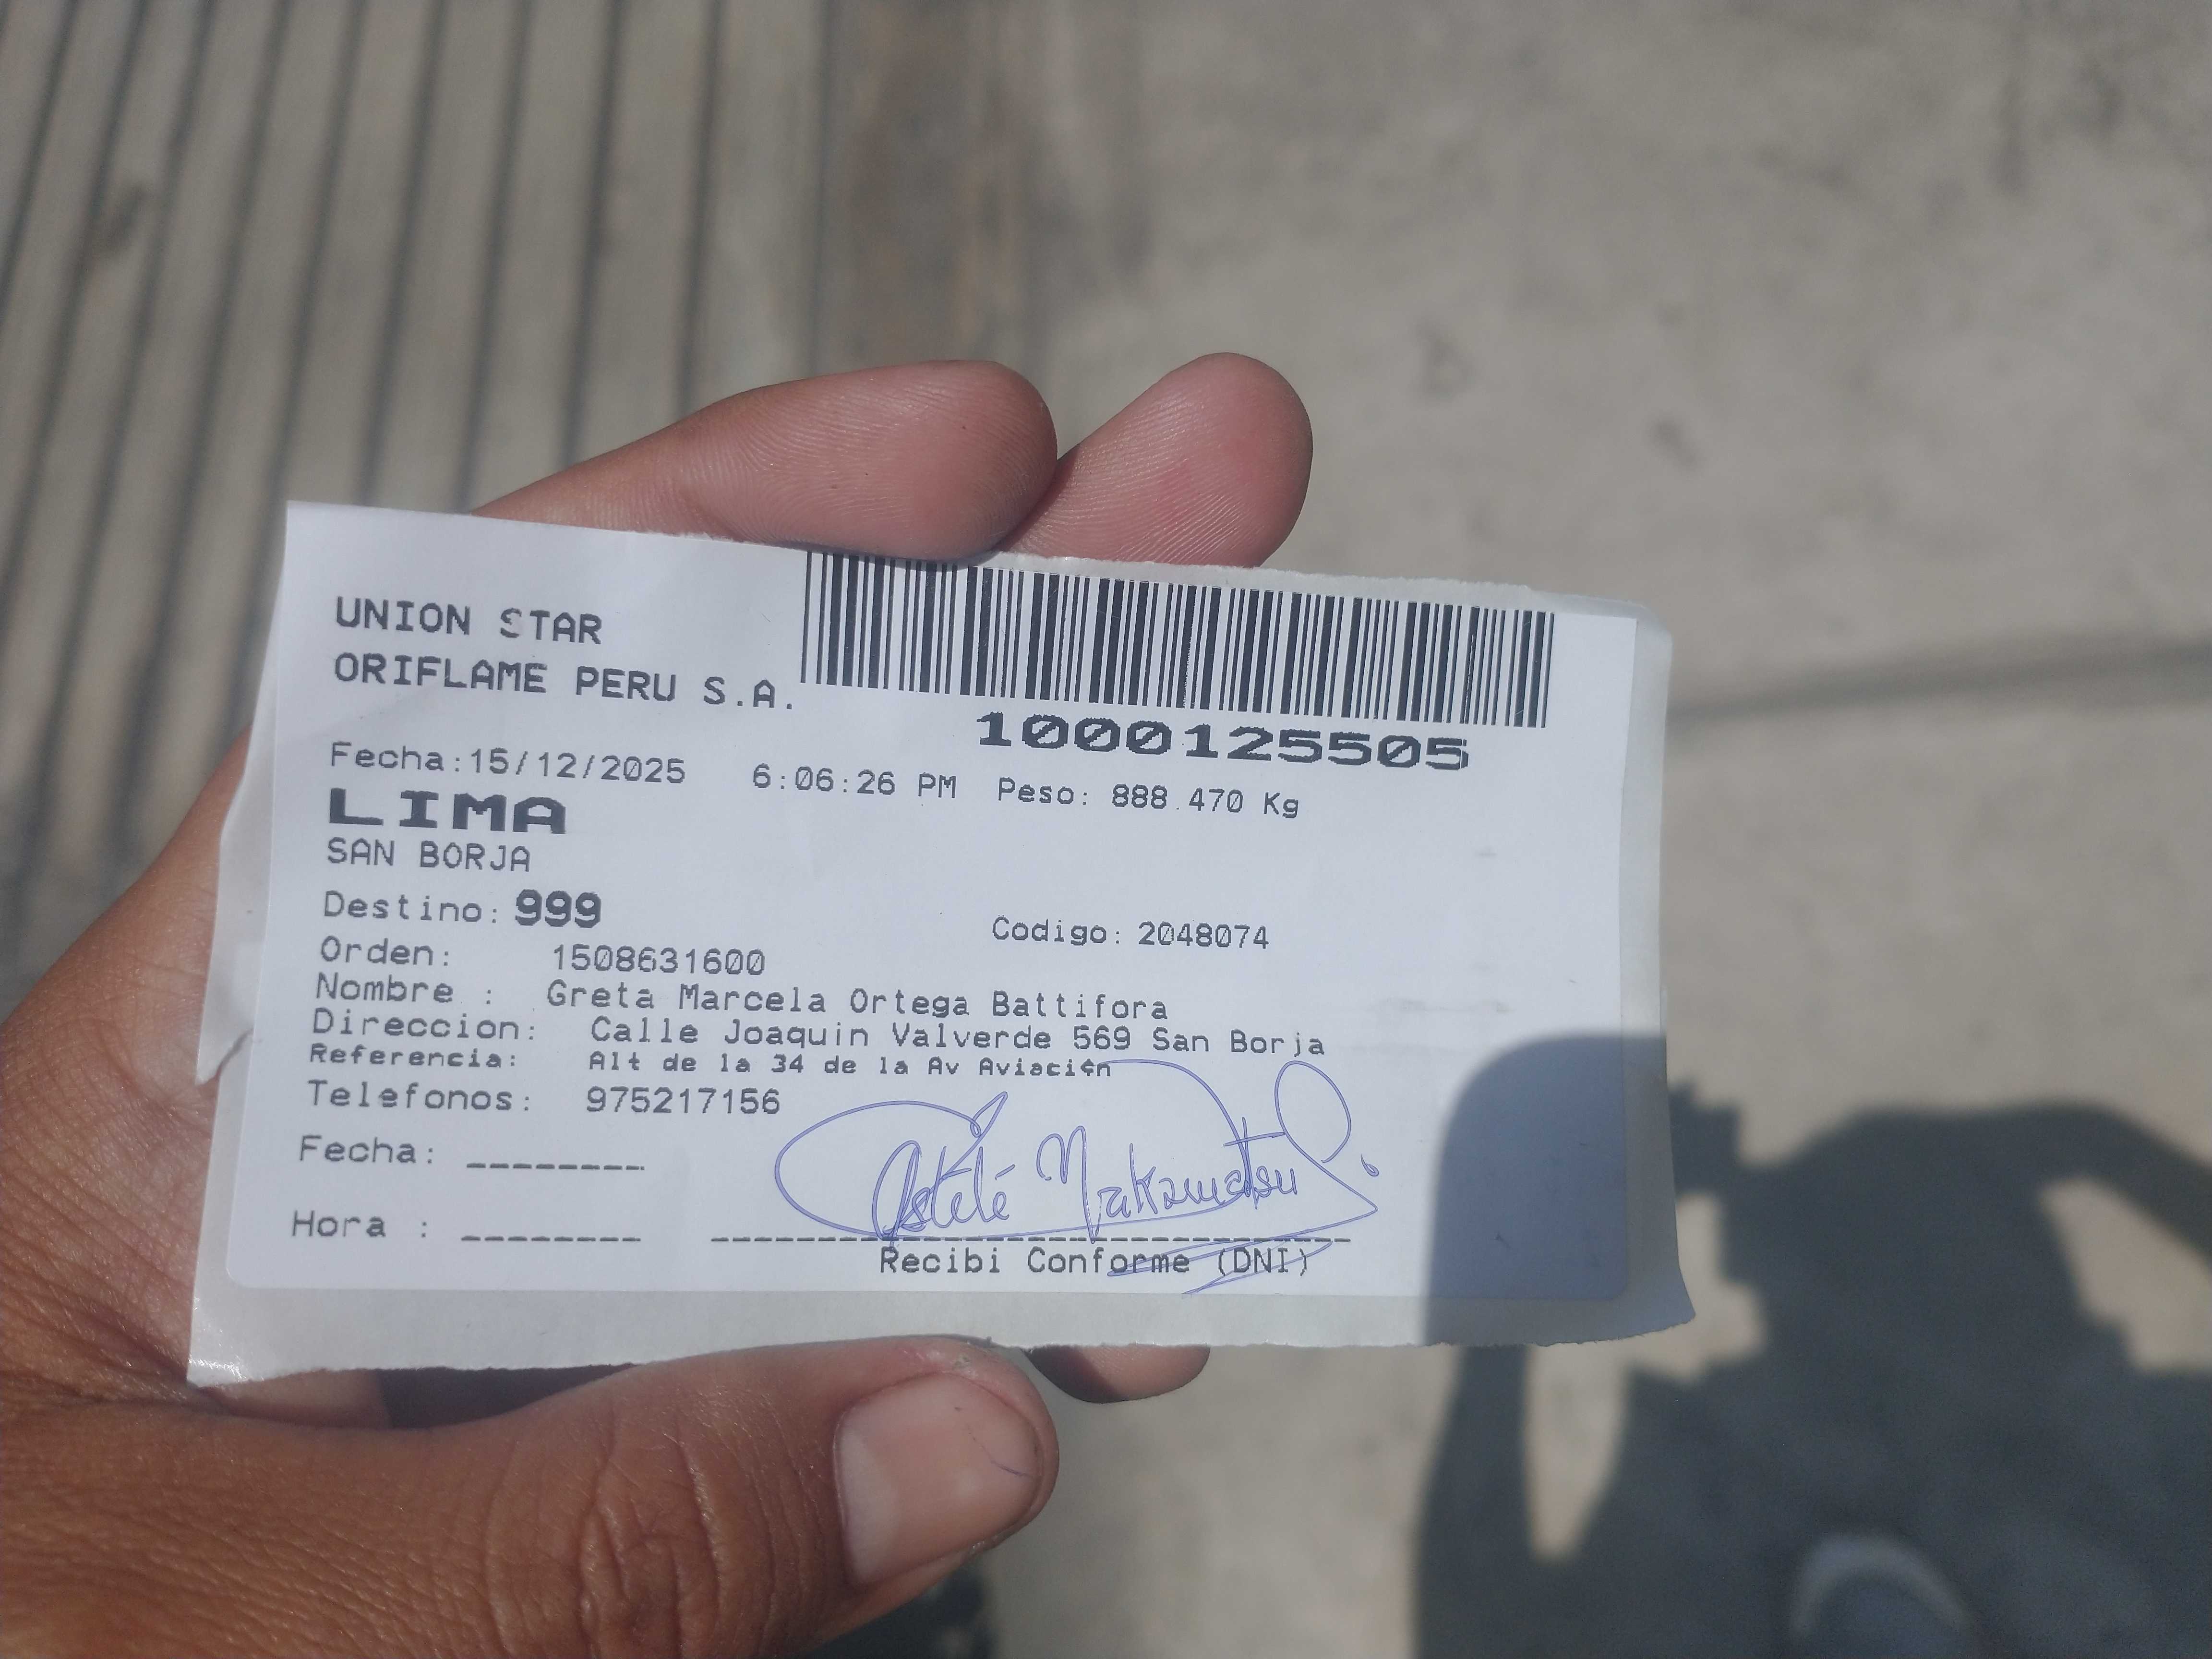 UNION STAR
ORIFLAME PERU S.A.
1000125505
Fecha:15/12/2025 6:06:26 PM Peso: 888.470 Kg
LIMA
SAN BORJA
Destino: 999
Codigo: 2048074
Orden: 1508631600
Nombre : Greta Marcela Ortega Battifora
Direccion: Calle Joaquin Valverde 569 San Borja
Referencia: Alt de la 34 de la Av Aviaci¢n
Telefonos: 975217156
Fecha: ________
Asteté Nakamatsu
Hora : ________
Recibi Conforme (DNI)